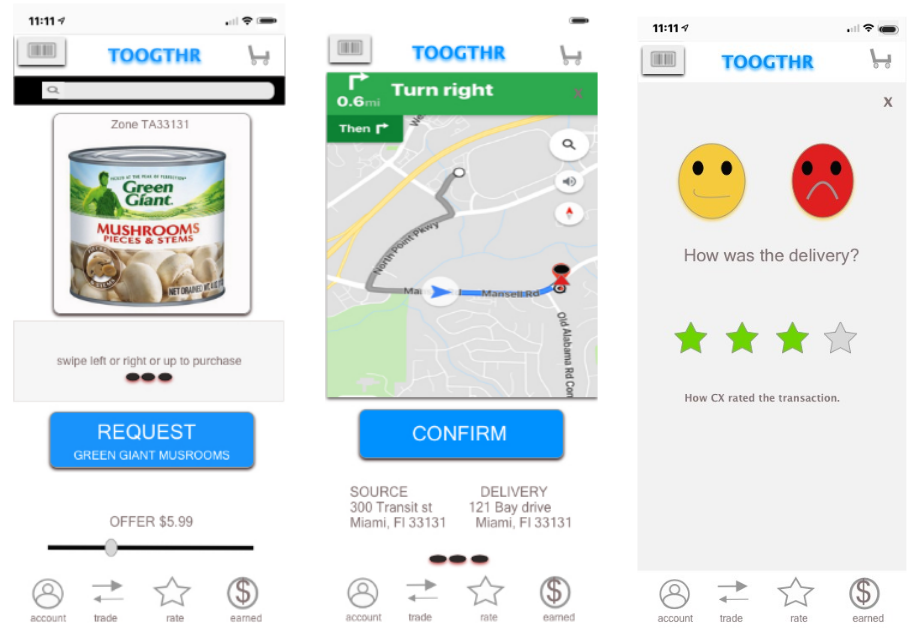 11:11
TOOGTHR
Zone TA33131
Green
Giant
MUSHROOMS
PIECES & STEMS
swipe left or right or up to purchase
REQUEST
GREEN GIANT MUSROOMS
OFFER $5.99
account
trade
rate
$
earned
TOOGTHR
Turn right
0.6mi
x
Then
North Point Pkwy
Mansell Rd
Old Alabama Rd Con
CONFIRM
SOURCE
DELIVERY
300 Transit st
121 Bay drive
Miami, Fl 33131
Miami, Fl 33131
account
trade
rate
$
earned
11:11
TOOGTHR
X
How was the delivery?
How CX rated the transaction.
account
trade
rate
$
earned